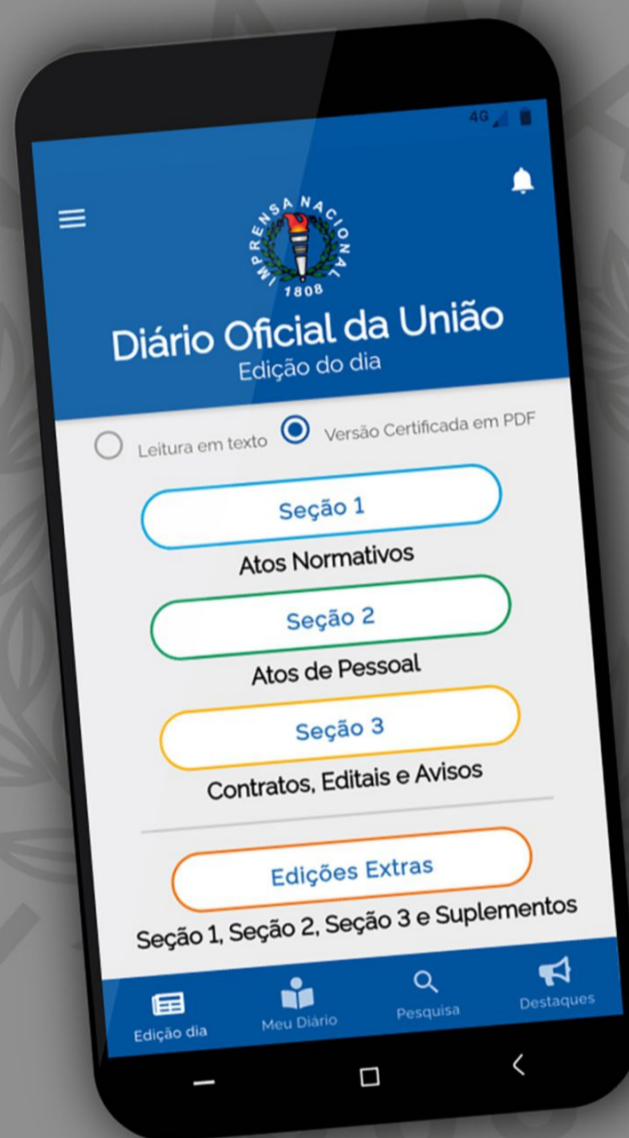 4G
IMPRENSA NACIONAL
1808
Diário Oficial da União
Edição do dia
Leitura em texto Versão Certificada em PDF
Seção 1
Atos Normativos
Seção 2
Atos de Pessoal
Seção 3
Contratos, Editais e Avisos
Edições Extras
Seção 1, Seção 2, Seção 3 e Suplementos
Edição dia Meu Diário Pesquisa Destaques